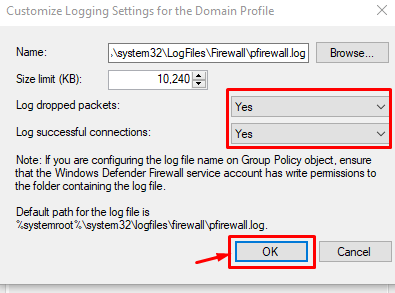 Customize Logging Settings for the Domain Profile
Name:
.\system32\LogFiles\Firewall\pfirewall.log
Browse...
Size limit (KB):
10,240
Log dropped packets:
Yes
Log successful connections:
Yes
Note: If you are configuring the log file name on Group Policy object, ensure
that the Windows Defender Firewall service account has write permissions to
the folder containing the log file.
Default path for the log file is
%systemroot%\system32\logfiles\firewall\pfirewall.log.
OK
Cancel